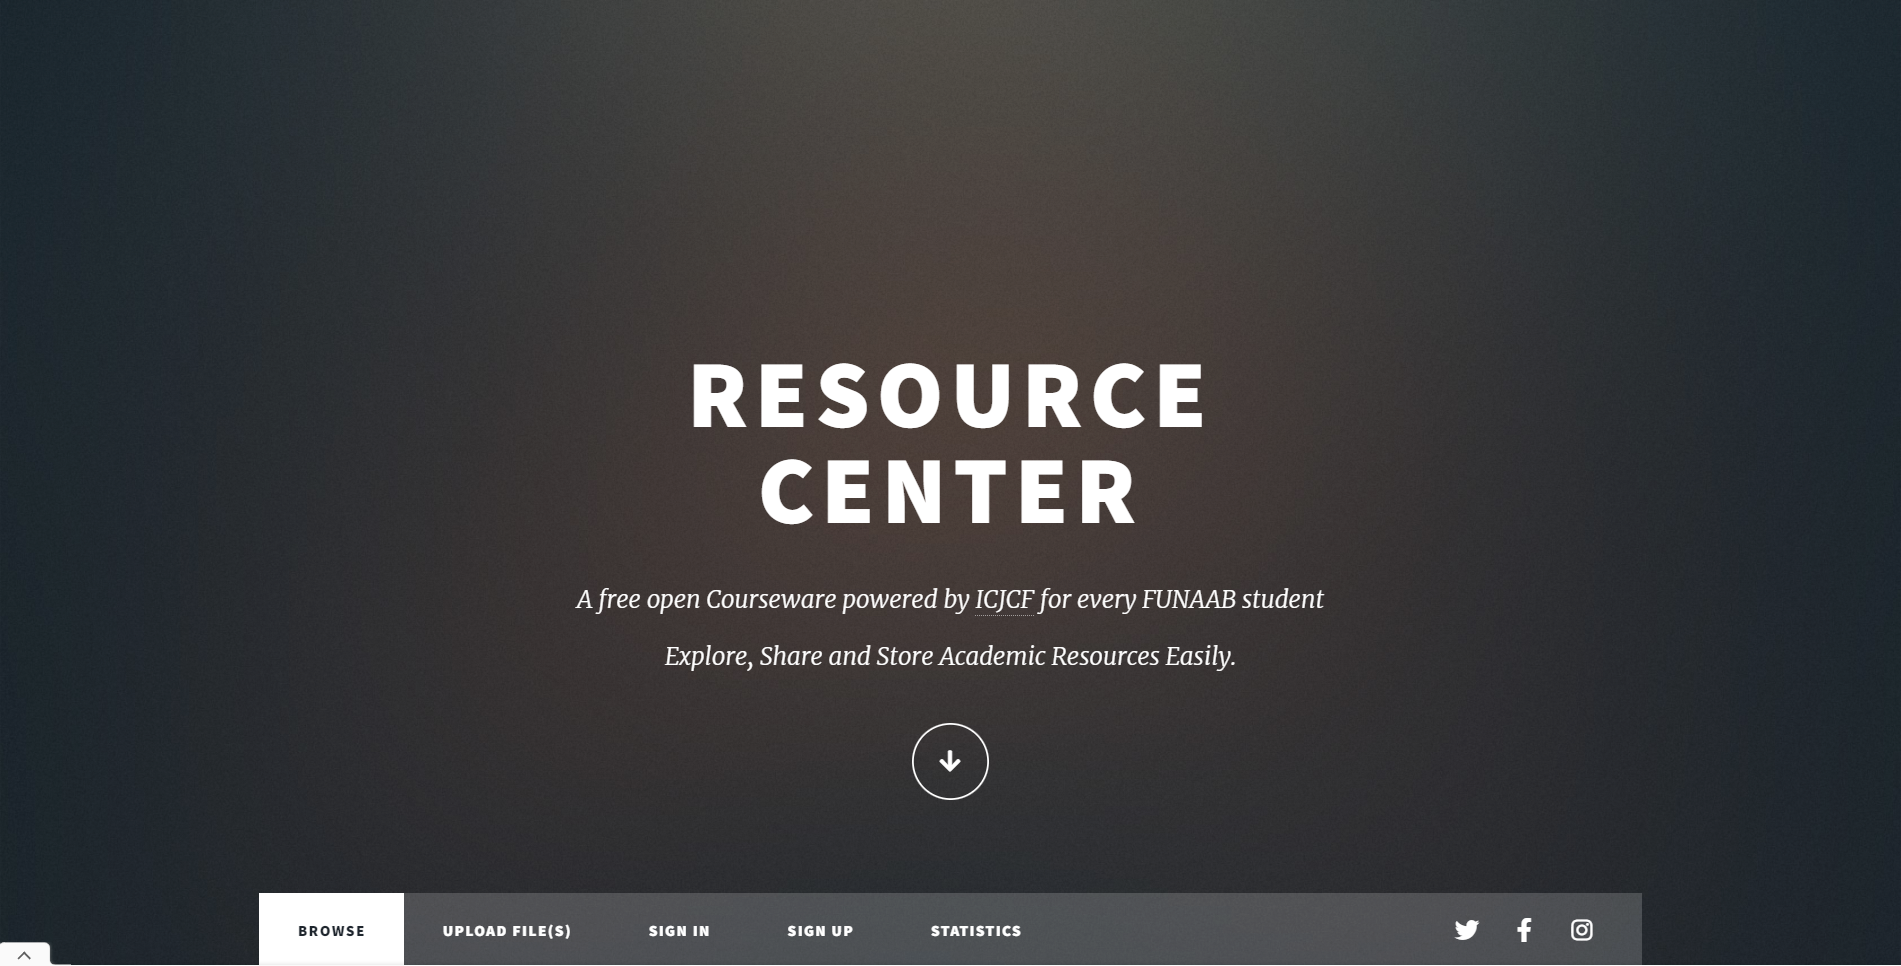 RESOURCE
CENTER
A free open Courseware powered by ICJCF for every FUNAAB student
Explore, Share and Store Academic Resources Easily.
BROWSE UPLOAD FILE(S) SIGN IN SIGN UP STATISTICS